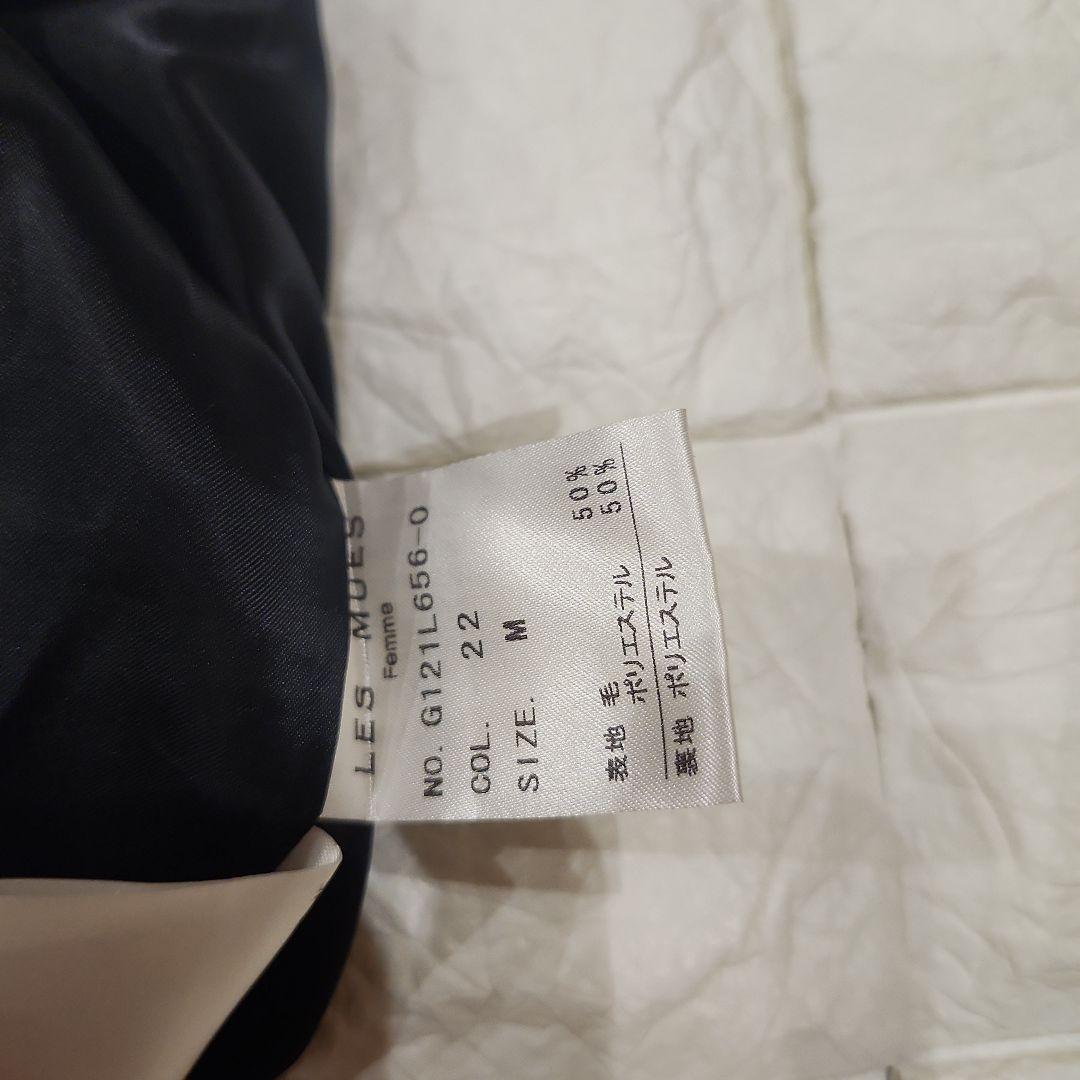 LES MUES
Femme
NO. G121L656-0
COL. 22
SIZE. M
表地 毛 50%
ポリエステル 50%
裏地 ポリエステル